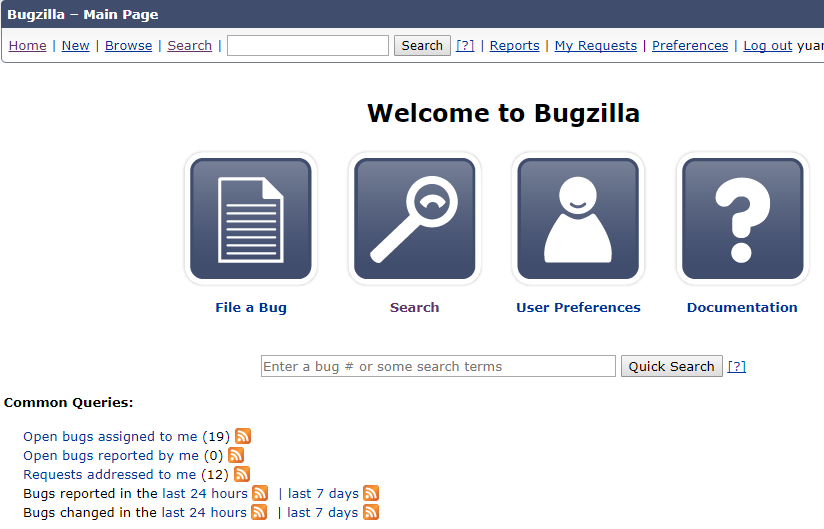 Bugzilla – Main Page
Home | New | Browse | Search | Search [?] | Reports | My Requests | Preferences | Log out yuan
Welcome to Bugzilla
File a Bug Search User Preferences Documentation
Enter a bug # or some search terms Quick Search [?]
Common Queries:
Open bugs assigned to me (19)
Open bugs reported by me (0)
Requests addressed to me (12)
Bugs reported in the last 24 hours | last 7 days
Bugs changed in the last 24 hours | last 7 days